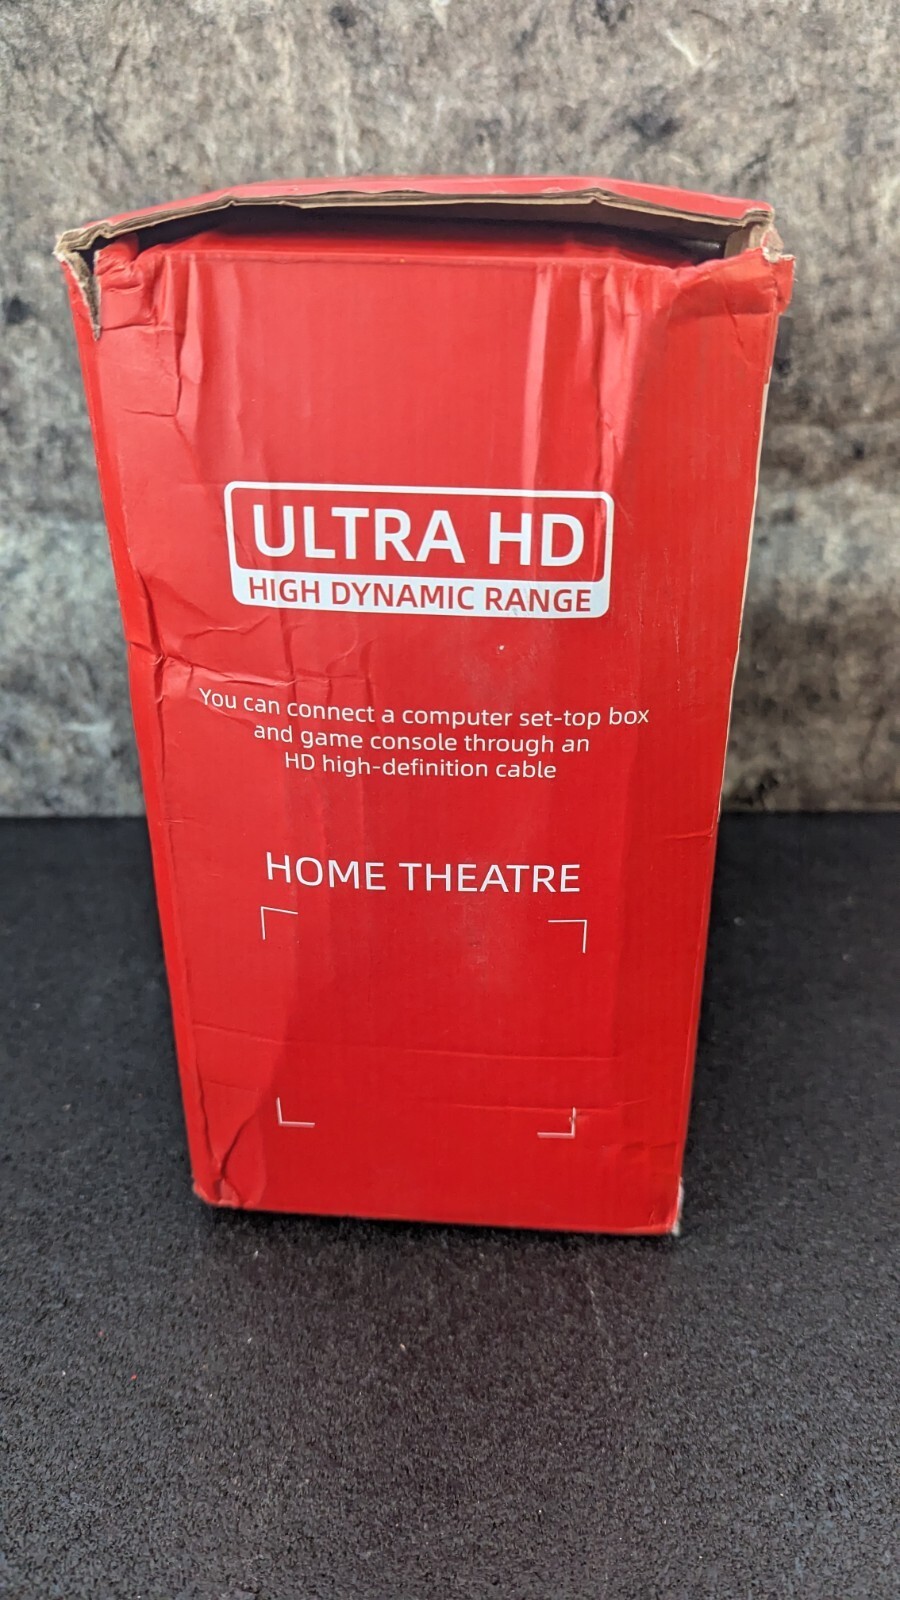 ULTRA HD
HIGH DYNAMIC RANGE
You can connect a computer set-top box
and game console through an
HD high-definition cable
HOME THEATRE